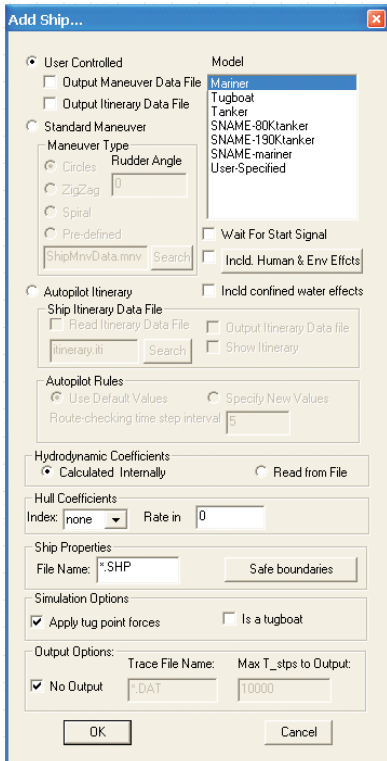 Add Ship...
User Controlled
Model
Output Maneuver Data File
Output Itinerary Data File
Mariner
Tugboat
Tanker
SNAME-80Ktanker
SNAME-190Ktanker
SNAME-mariner
User-Specified
Standard Maneuver
Maneuver Type
Circles
Rudder Angle
0
ZigZag
Spiral
Pre-defined
ShipMnvData.mnv
Search
Wait For Start Signal
Incld. Human & Env Effcts
Incld confined water effects
Autopilot Itinerary
Ship Itinerary Data File
Read Itinerary Data File
Output Itinerary Data file
itinerary.iti
Search
Show Itinerary
Autopilot Rules
Use Default Values
Specify New Values
Route-checking time step interval
5
Hydrodynamic Coefficients
Calculated Internally
Read from File
Hull Coefficients
Index: none
Rate in
0
Ship Properties
File Name: *.SHP
Safe boundaries
Simulation Options
Apply tug point forces
Is a tugboat
Output Options:
Trace File Name:
Max T_stps to Output:
No Output
*.DAT
10000
OK
Cancel